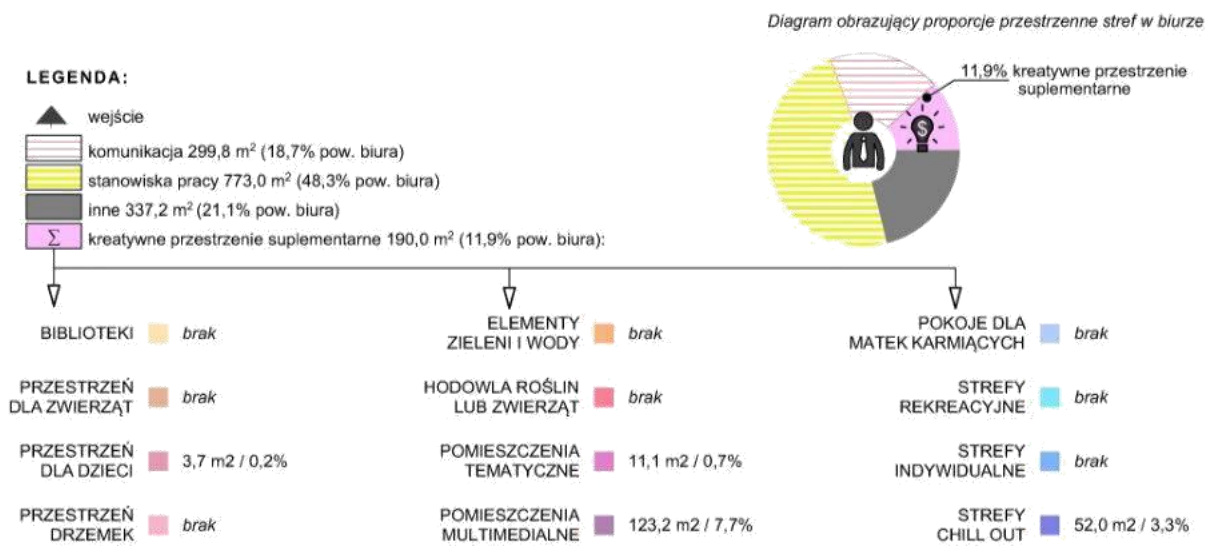 Diagram obrazujący proporcje przestrzenne stref w biurze
11,9% kreatywne przestrzenie
suplementarne
$
LEGENDA:
wejście
komunikacja 299,8 m² (18,7% pow. biura)
stanowiska pracy 773,0 m² (48,3% pow. biura)
inne 337,2 m² (21,1% pow. biura)
Σ kreatywne przestrzenie suplementarne 190,0 m² (11,9% pow. biura):
BIBLIOTEKI brak
PRZESTRZEŃ
DLA ZWIERZĄT brak
PRZESTRZEŃ
DLA DZIECI 3,7 m2 / 0,2%
PRZESTRZEŃ
DRZEMEK brak
ELEMENTY
ZIELENI I WODY brak
HODOWLA ROŚLIN
LUB ZWIERZĄT brak
POMIESZCZENIA
TEMATYCZNE 11,1 m2 / 0,7%
POMIESZCZENIA
MULTIMEDIALNE 123,2 m2 / 7,7%
POKOJE DLA
MATEK KARMIĄCYCH brak
STREFY
REKREACYJNE brak
STREFY
INDYWIDUALNE brak
STREFY
CHILL OUT 52,0 m2 / 3,3%